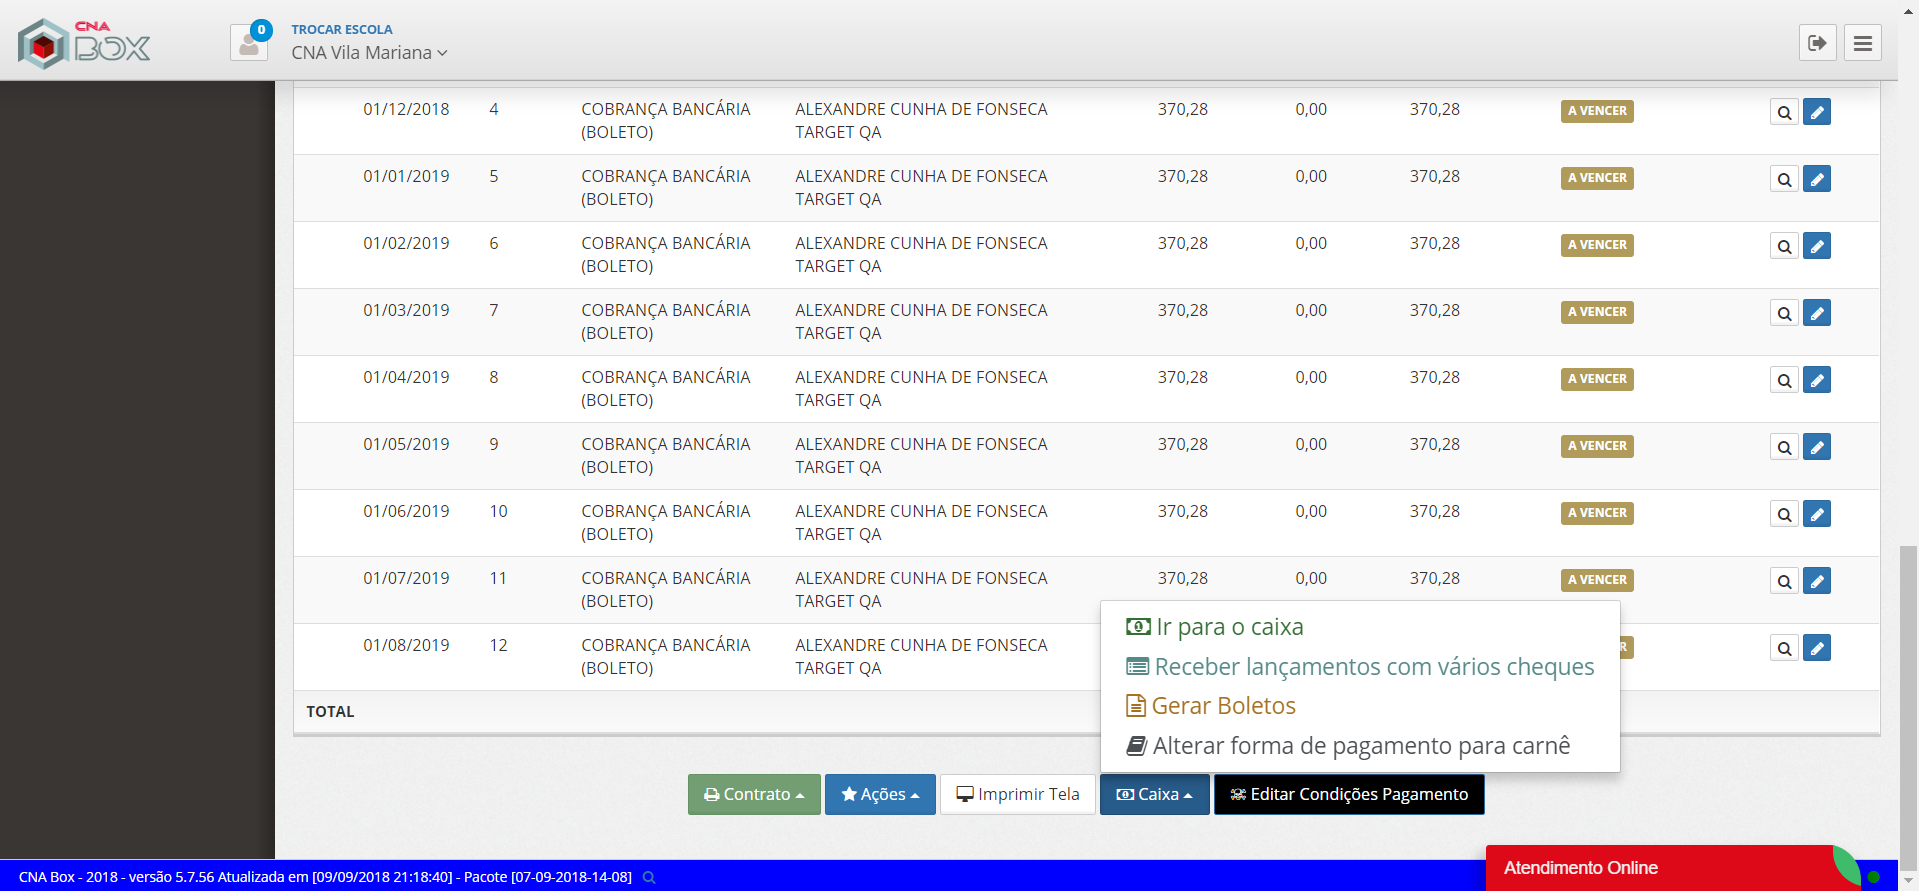 CNA
BOX
0
TROCAR ESCOLA
CNA Vila Mariana
01/12/2018 4 COBRANÇA BANCÁRIA ALEXANDRE CUNHA DE FONSECA 370,28 0,00 370,28 A VENCER
(BOLETO) TARGET QA
01/01/2019 5 COBRANÇA BANCÁRIA ALEXANDRE CUNHA DE FONSECA 370,28 0,00 370,28 A VENCER
(BOLETO) TARGET QA
01/02/2019 6 COBRANÇA BANCÁRIA ALEXANDRE CUNHA DE FONSECA 370,28 0,00 370,28 A VENCER
(BOLETO) TARGET QA
01/03/2019 7 COBRANÇA BANCÁRIA ALEXANDRE CUNHA DE FONSECA 370,28 0,00 370,28 A VENCER
(BOLETO) TARGET QA
01/04/2019 8 COBRANÇA BANCÁRIA ALEXANDRE CUNHA DE FONSECA 370,28 0,00 370,28 A VENCER
(BOLETO) TARGET QA
01/05/2019 9 COBRANÇA BANCÁRIA ALEXANDRE CUNHA DE FONSECA 370,28 0,00 370,28 A VENCER
(BOLETO) TARGET QA
01/06/2019 10 COBRANÇA BANCÁRIA ALEXANDRE CUNHA DE FONSECA 370,28 0,00 370,28 A VENCER
(BOLETO) TARGET QA
01/07/2019 11 COBRANÇA BANCÁRIA ALEXANDRE CUNHA DE FONSECA 370,28 0,00 370,28 A VENCER
(BOLETO) TARGET QA
01/08/2019 12 COBRANÇA BANCÁRIA ALEXANDRE CUNHA DE FONSECA R
(BOLETO) TARGET QA
TOTAL
Ir para o caixa
Receber lançamentos com vários cheques
Gerar Boletos
Alterar forma de pagamento para carnê
Contrato Ações Imprimir Tela Caixa Editar Condições Pagamento
Atendimento Online
CNA Box - 2018 - versão 5.7.56 Atualizada em [09/09/2018 21:18:40] - Pacote [07-09-2018-14-08]